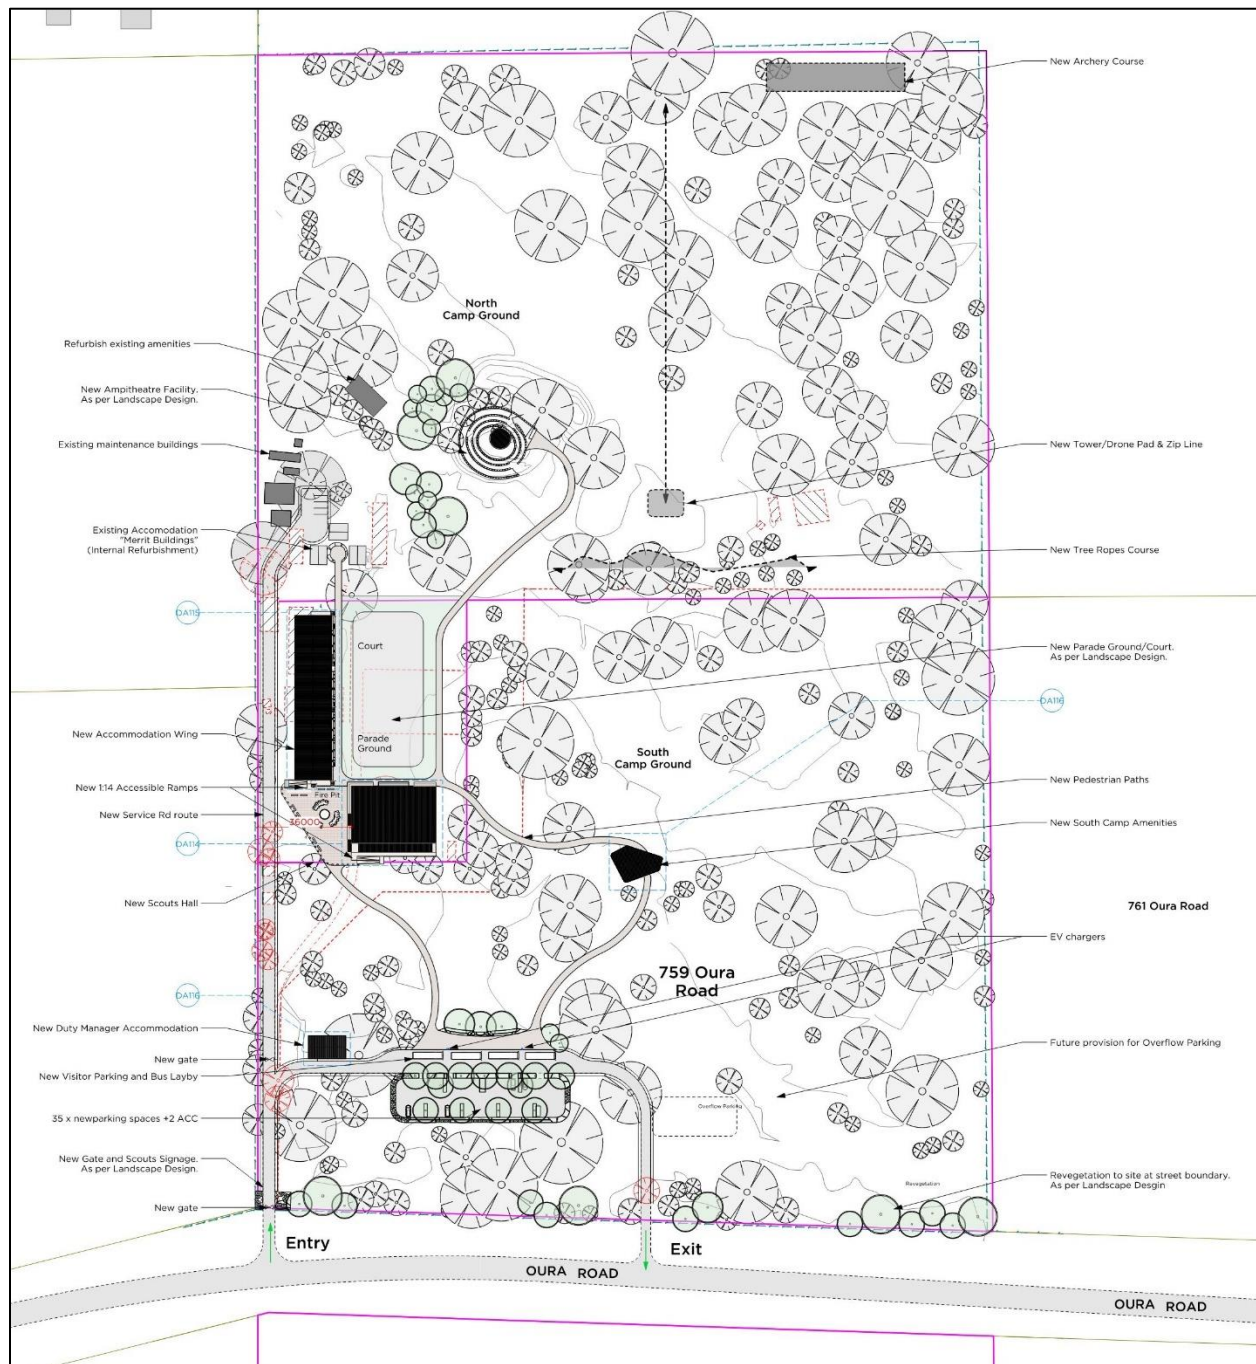 New Archery Course
North
Camp Ground
Refurbish existing amenities
New Ampitheatre Facility.
As per Landscape Design.
Existing maintenance buildings
New Tower/Drone Pad & Zip Line
Existing Accomodation
"Merrit Buildings"
(Internal Refurbishment)
New Tree Ropes Course
DA115
Court
New Parade Ground/Court.
As per Landscape Design.
DA116
New Accommodation Wing
Parade
Ground
South
Camp Ground
New 1:14 Accessible Ramps
Fire Pit
New Pedestrian Paths
New Service Rd route
36000
New South Camp Amenities
DA114
New Scouts Hall
761 Oura Road
EV chargers
759 Oura
Road
DA116
New Duty Manager Accommodation
Future provision for Overflow Parking
New gate
New Visitor Parking and Bus Layby
Overflow Parking
35 x newparking spaces +2 ACC
New Gate and Scouts Signage.
As per Landscape Design.
Revegetation
Revegetation to site at street boundary.
As per Landscape Desgin
New gate
Entry
Exit
OURA ROAD
OURA ROAD